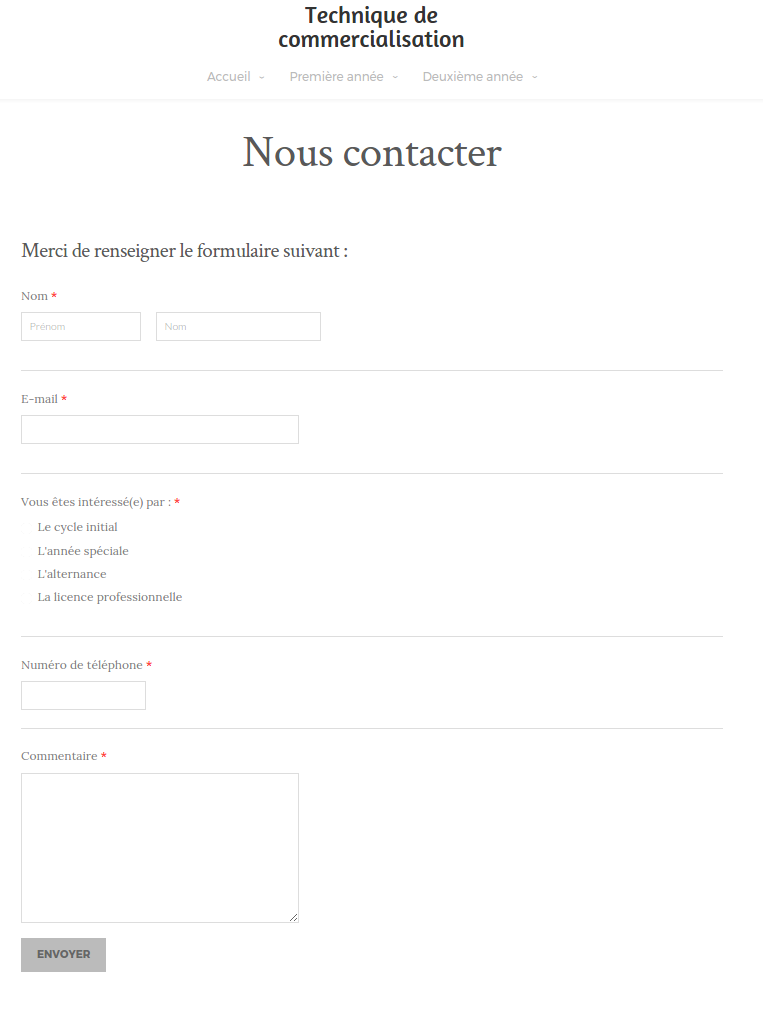 Technique de
commercialisation
Accueil Première année Deuxième année
Nous contacter
Merci de renseigner le formulaire suivant :
Nom *
Prénom Nom
E-mail *
Vous êtes intéressé(e) par : *
Le cycle initial
L'année spéciale
L'alternance
La licence professionnelle
Numéro de téléphone *
Commentaire *
ENVOYER